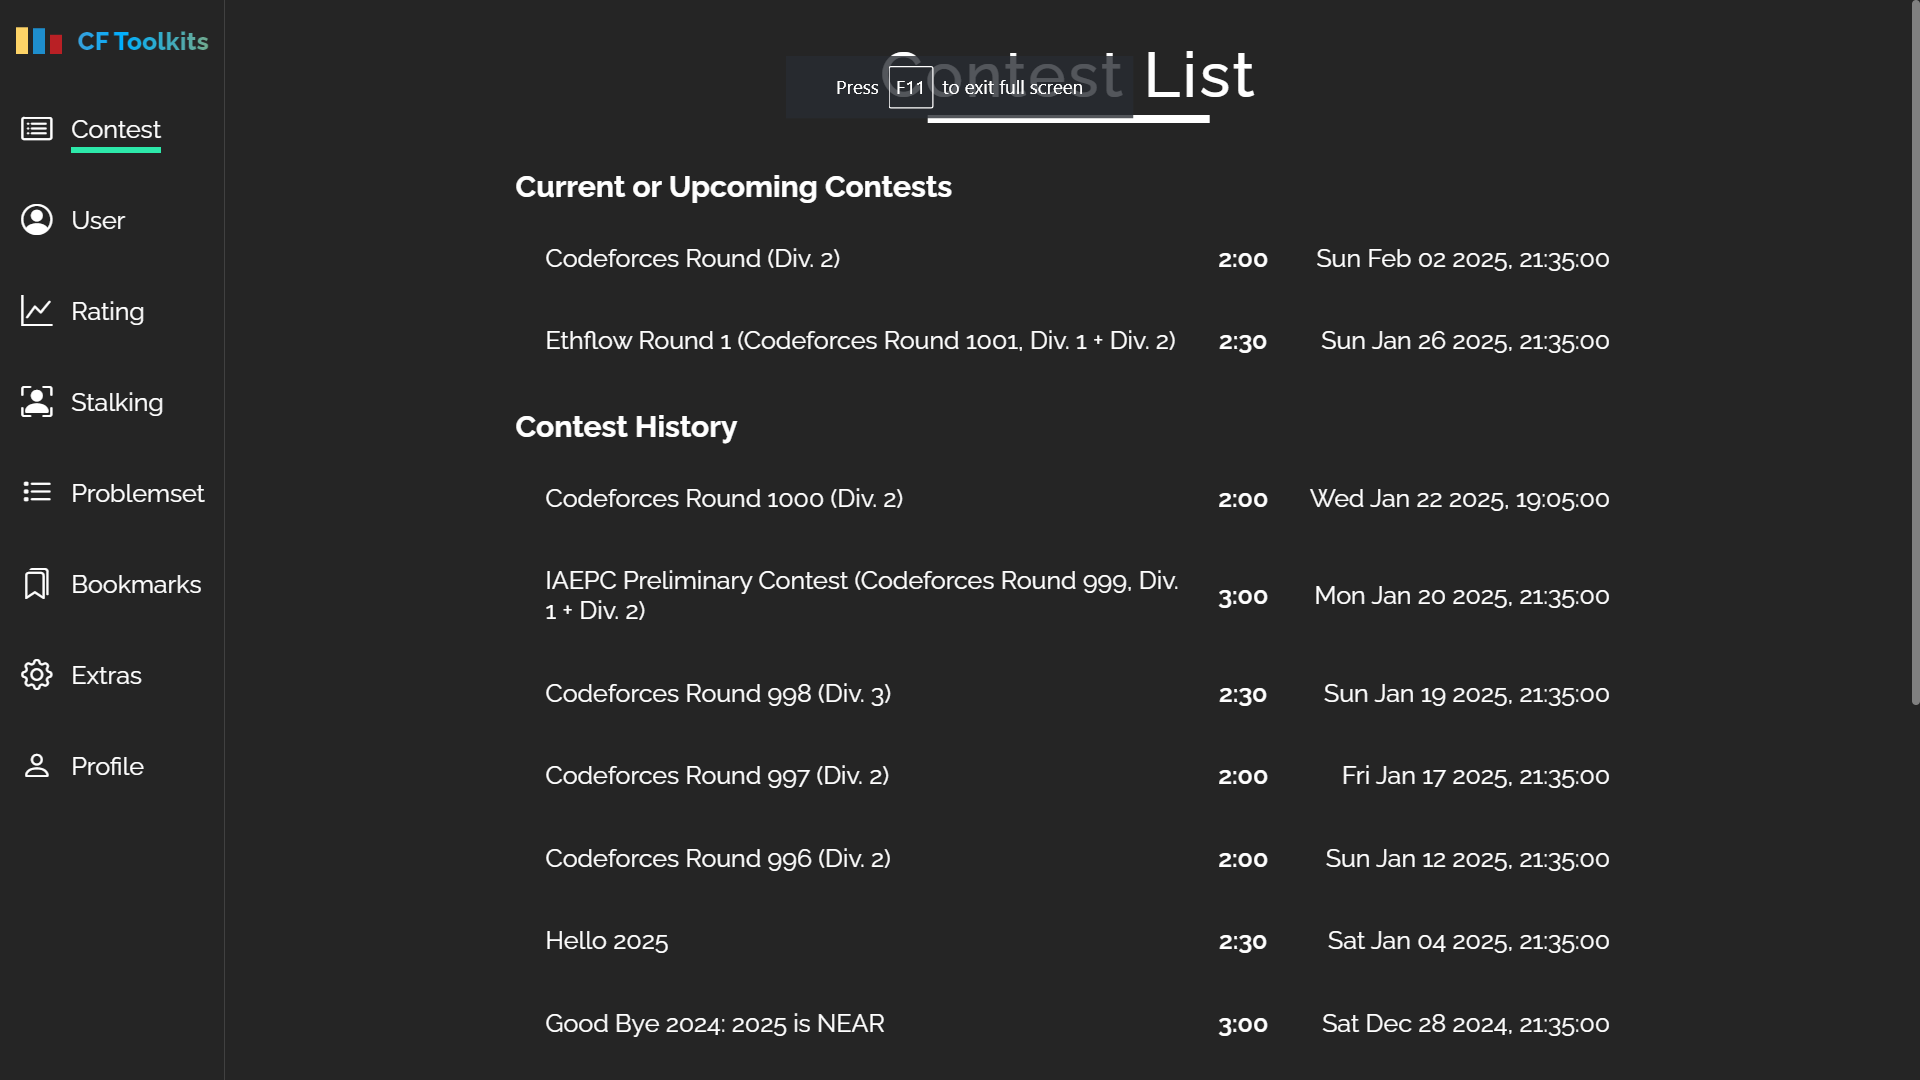 CF Toolkits
Contest
User
Rating
Stalking
Problemset
Bookmarks
Extras
Profile
Contest List
Press F11 to exit full screen
Current or Upcoming Contests
Codeforces Round (Div. 2) 2:00 Sun Feb 02 2025, 21:35:00
Ethflow Round 1 (Codeforces Round 1001, Div. 1 + Div. 2) 2:30 Sun Jan 26 2025, 21:35:00
Contest History
Codeforces Round 1000 (Div. 2) 2:00 Wed Jan 22 2025, 19:05:00
IAEPC Preliminary Contest (Codeforces Round 999, Div.
1 + Div. 2) 3:00 Mon Jan 20 2025, 21:35:00
Codeforces Round 998 (Div. 3) 2:30 Sun Jan 19 2025, 21:35:00
Codeforces Round 997 (Div. 2) 2:00 Fri Jan 17 2025, 21:35:00
Codeforces Round 996 (Div. 2) 2:00 Sun Jan 12 2025, 21:35:00
Hello 2025 2:30 Sat Jan 04 2025, 21:35:00
Good Bye 2024: 2025 is NEAR 3:00 Sat Dec 28 2024, 21:35:00